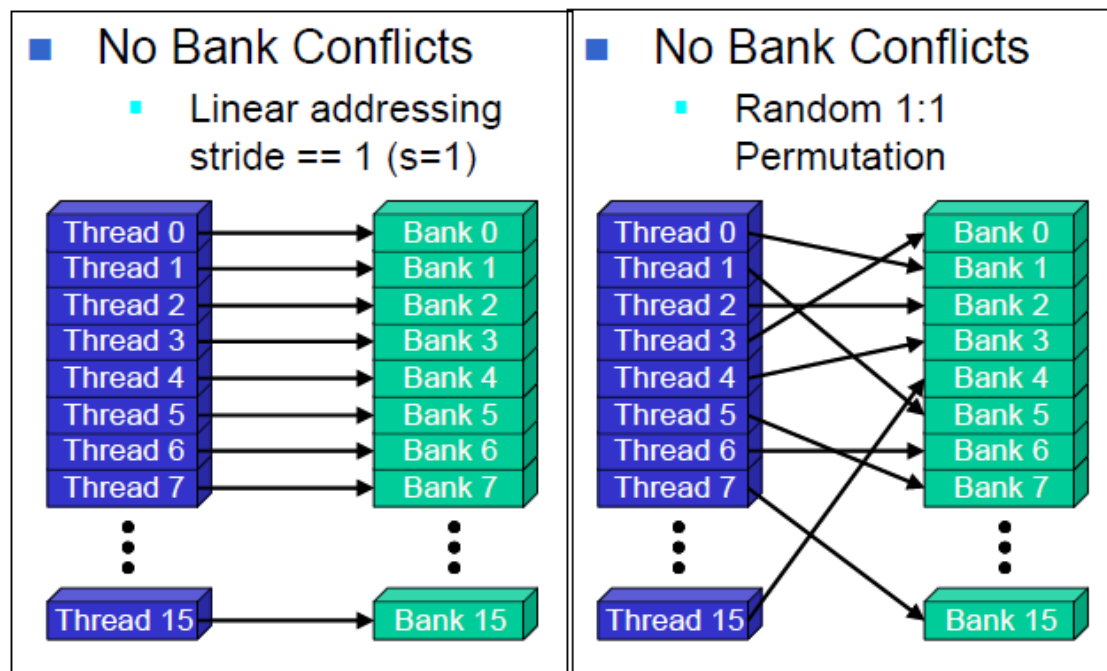 No Bank Conflicts
Linear addressing
stride == 1 (s=1)
Thread 0
Bank 0
Thread 1
Bank 1
Thread 2
Bank 2
Thread 3
Bank 3
Thread 4
Bank 4
Thread 5
Bank 5
Thread 6
Bank 6
Thread 7
Bank 7
Thread 15
Bank 15
No Bank Conflicts
Random 1:1
Permutation
Thread 0
Bank 0
Thread 1
Bank 1
Thread 2
Bank 2
Thread 3
Bank 3
Thread 4
Bank 4
Thread 5
Bank 5
Thread 6
Bank 6
Thread 7
Bank 7
Thread 15
Bank 15